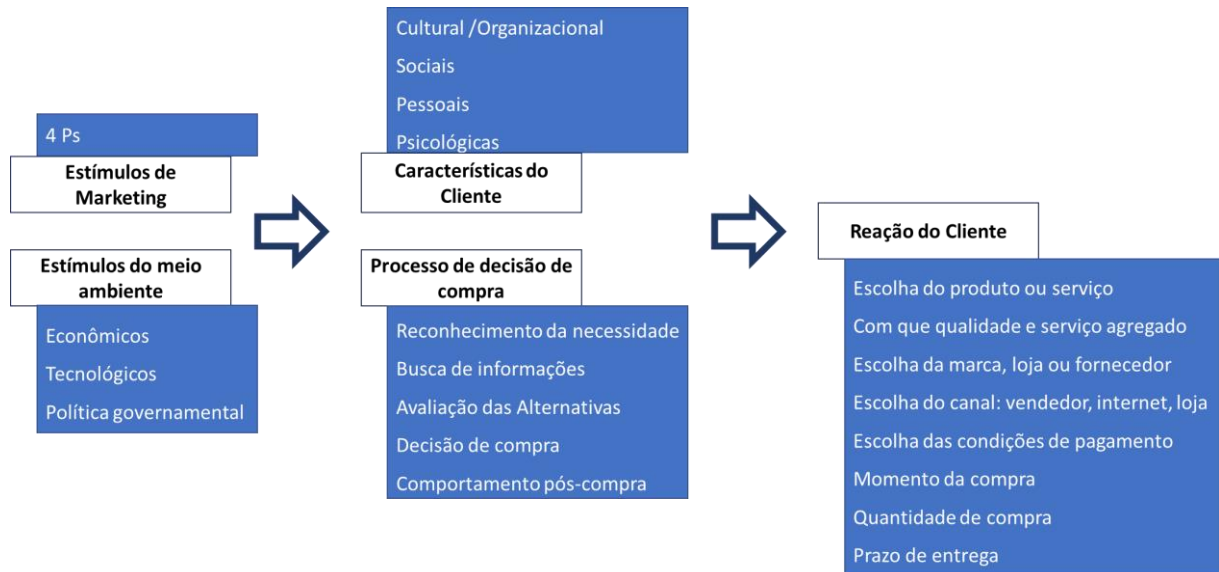 4 Ps
Estímulos de
Marketing
Estímulos do meio
ambiente
Econômicos
Tecnológicos
Política governamental
Cultural /Organizacional
Sociais
Pessoais
Psicológicas
Características do
Cliente
Processo de decisão de
compra
Reconhecimento da necessidade
Busca de informações
Avaliação das Alternativas
Decisão de compra
Comportamento pós-compra
Reação do Cliente
Escolha do produto ou serviço
Com que qualidade e serviço agregado
Escolha da marca, loja ou fornecedor
Escolha do canal: vendedor, internet, loja
Escolha das condições de pagamento
Momento da compra
Quantidade de compra
Prazo de entrega